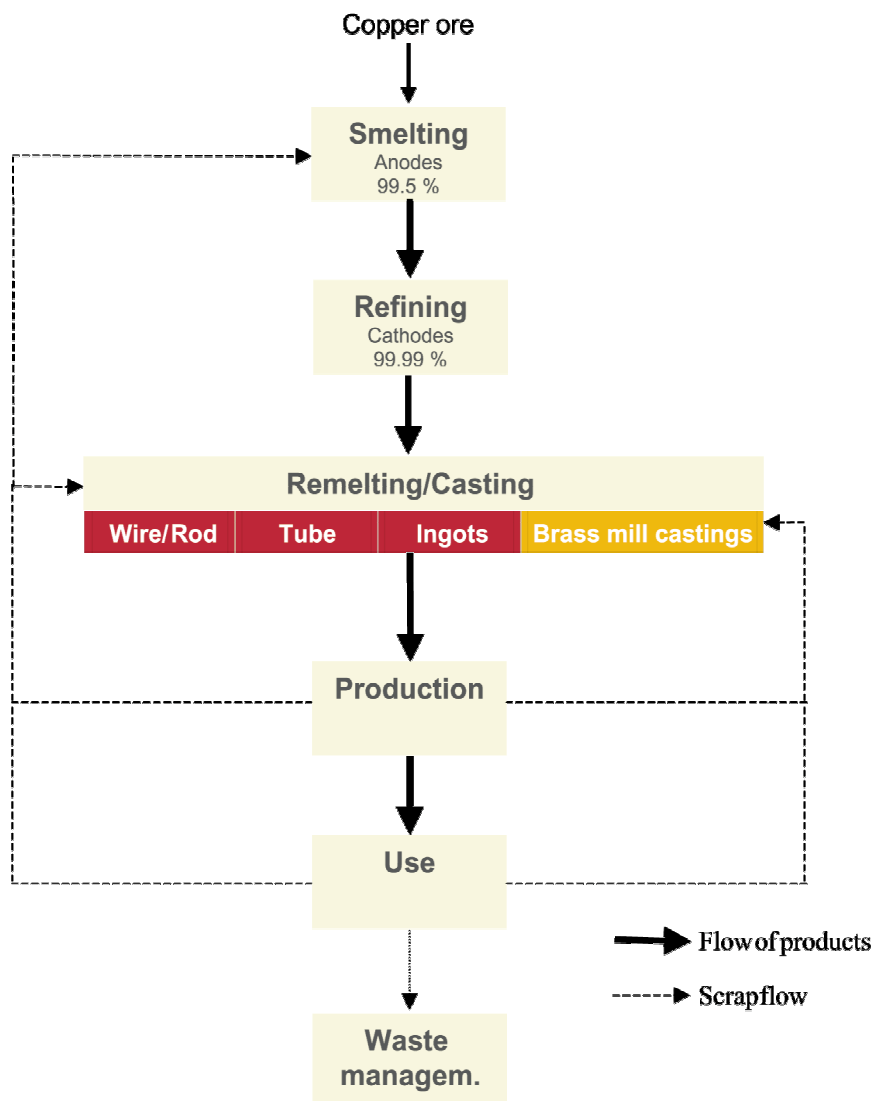 Copper ore
Smelting
Anodes
99.5 %
Refining
Cathodes
99.99 %
Remelting/Casting
Wire/Rod Tube Ingots Brass mill castings
Production
Use
Flow of products
Scrapflow
Waste
managem.